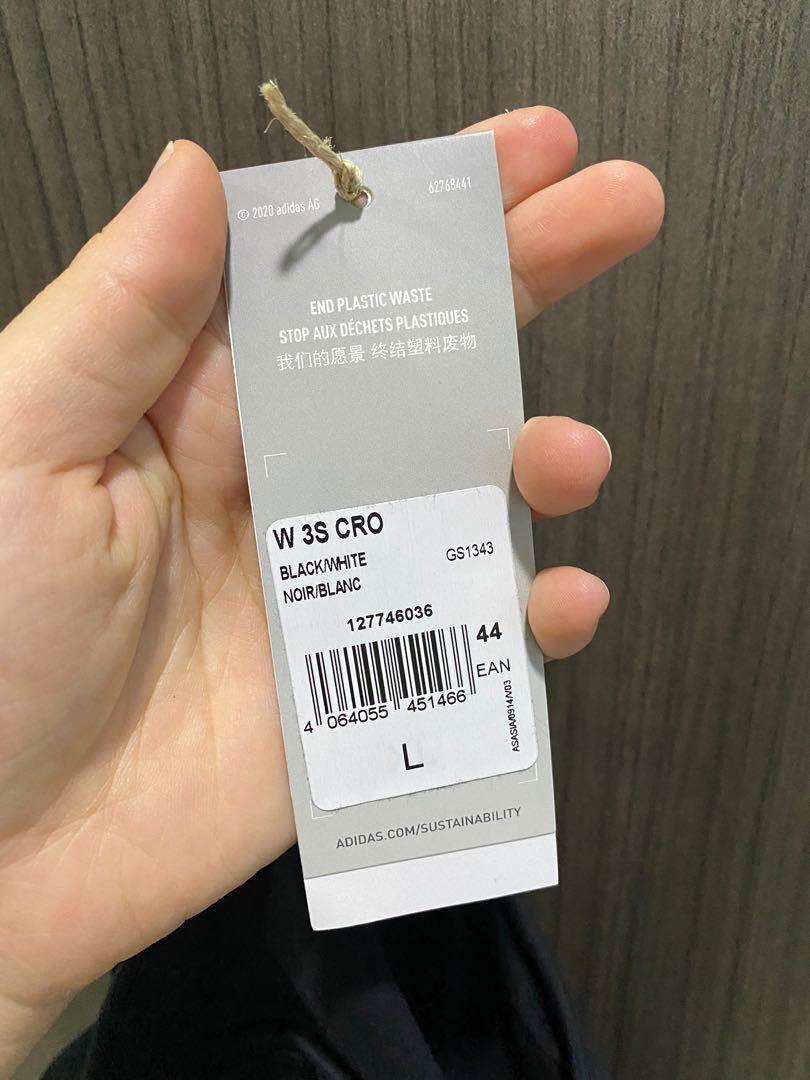 © 2020 adidas AG
62768441
END PLASTIC WASTE
STOP AUX DÉCHETS PLASTIQUES
我们的愿景 终结塑料废物
W 3S CRO
BLACK/WHITE
GS1343
NOIR/BLANC
127746036
44
EAN
4 064055 451466
ASASIA/0914/V03
L
ADIDAS.COM/SUSTAINABILITY